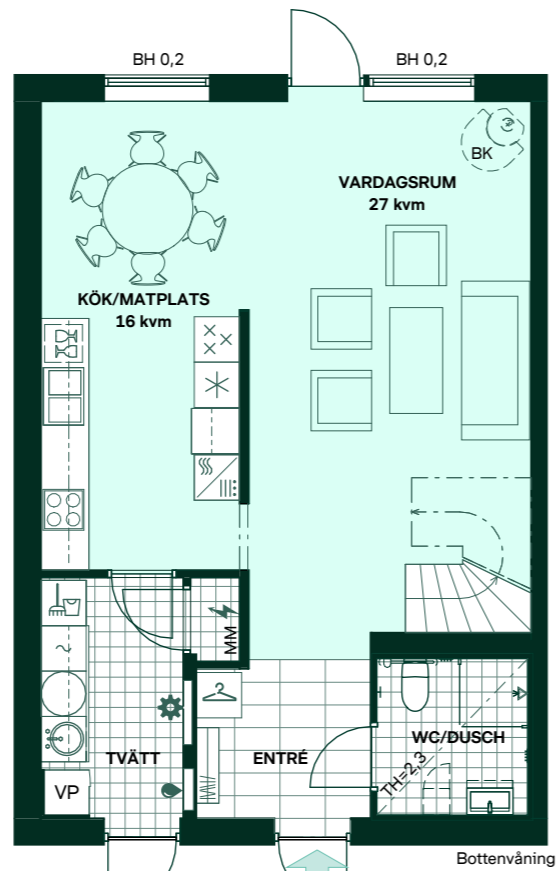 BH 0,2
BH 0,2
BK
VARDAGSRUM
27 kvm
KÖK/MATPLATS
16 kvm
MM
WC/DUSCH
TVÄTT
ENTRÉ
TH=2,3
VP
Bottenvåning